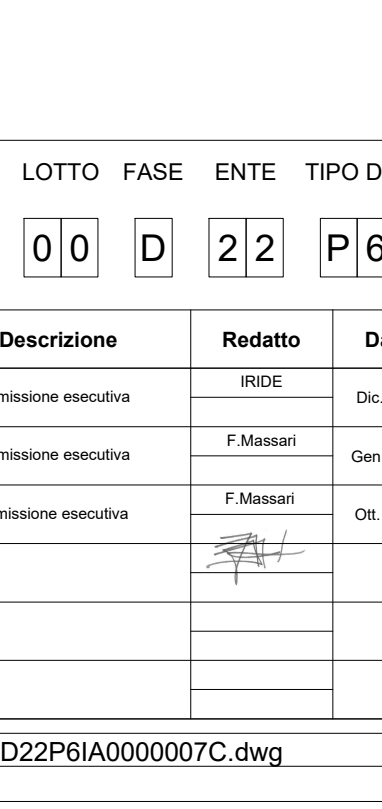 LOTTO FASE ENTE TIPO D
0 0 D 2 2 P 6
Descrizione Redatto Da
missione esecutiva IRIDE Dic.
missione esecutiva F.Massari Gen
missione esecutiva F.Massari Ott.
D22P6IA0000007C.dwg